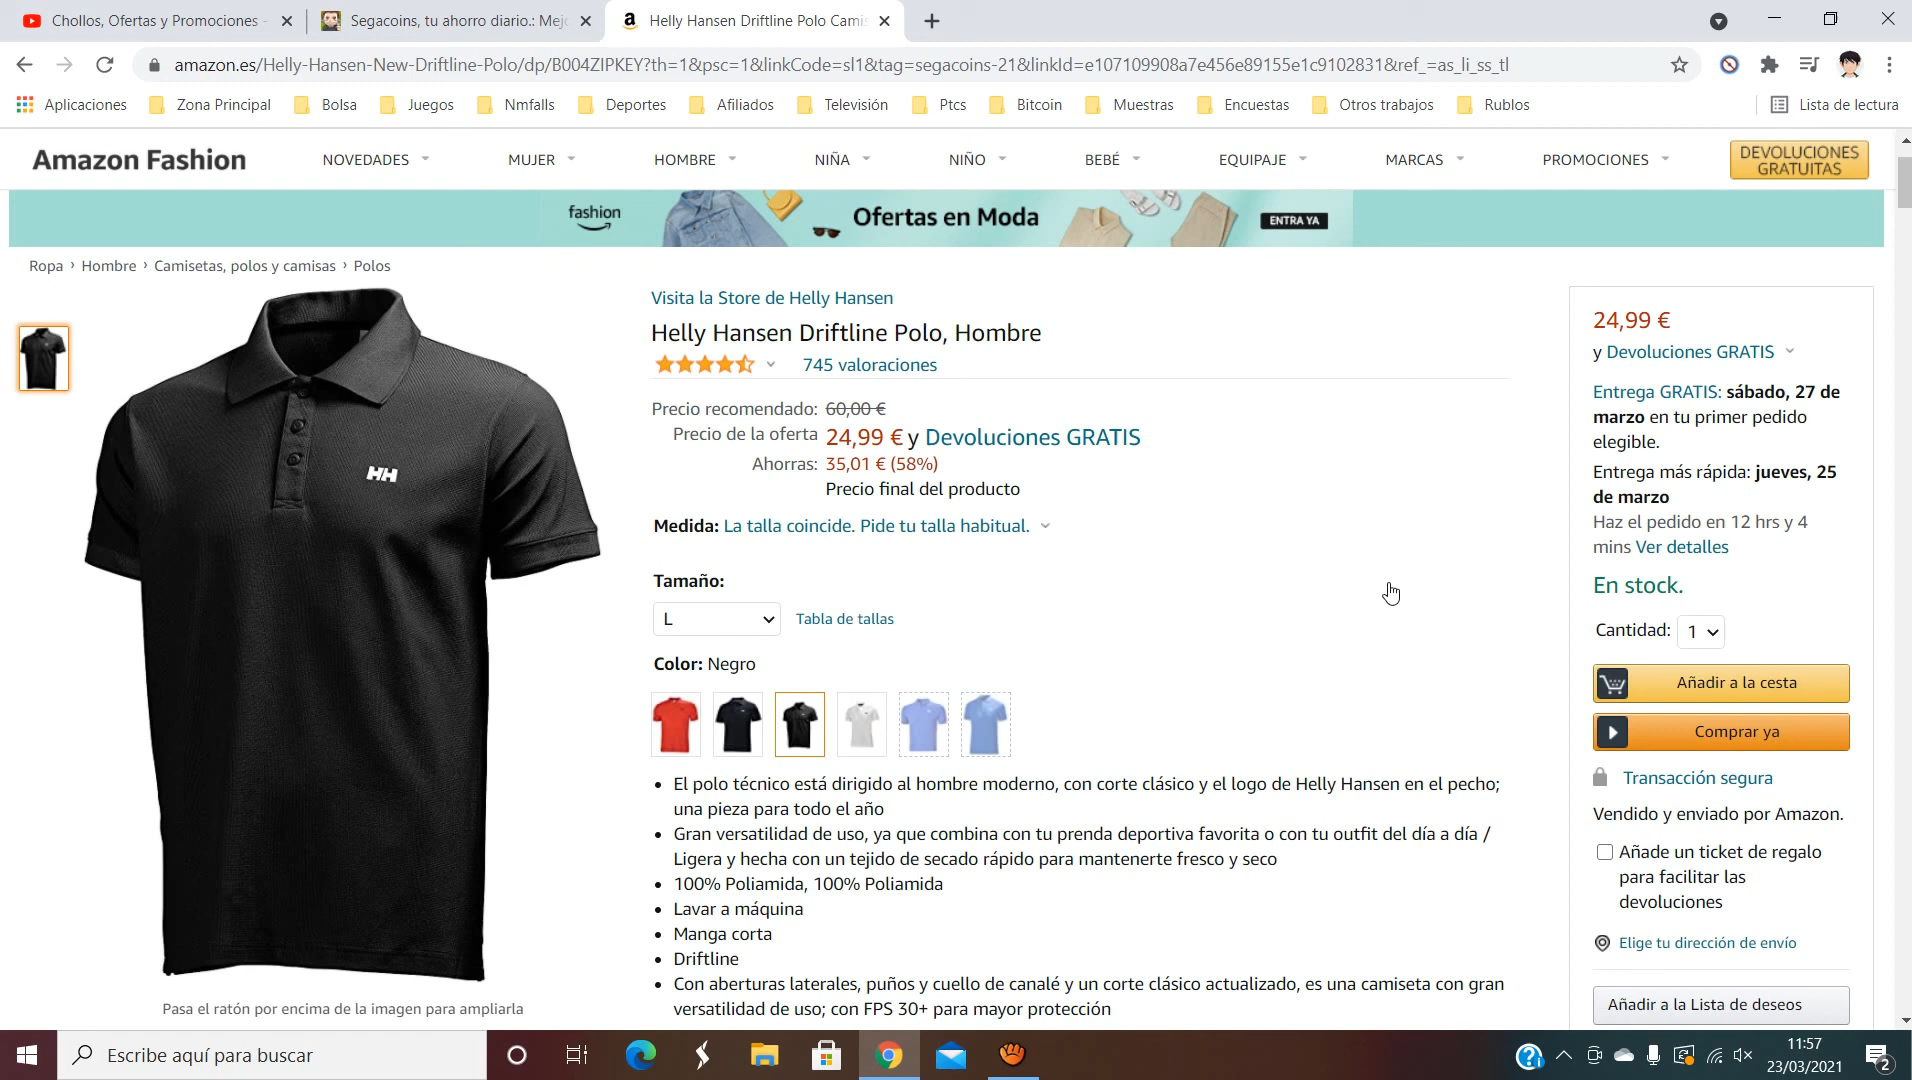 Chollos, Ofertas y Promociones -
Segacoins, tu ahorro diario.: Mejo
Helly Hansen Driftline Polo Camis
amazon.es/Helly-Hansen-New-Driftline-Polo/dp/B004ZIPKEY?th=1&psc=1&linkCode=sl1&tag=segacoins-21&linkId=e107109908a7e456e89155e1c9102831&ref_=as_li_ss_tl
Aplicaciones Zona Principal Bolsa Juegos Nmfalls Deportes Afiliados Televisión Ptcs Bitcoin Muestras Encuestas Otros trabajos Rublos Lista de lectura
Amazon Fashion NOVEDADES MUJER HOMBRE NIÑA NIÑO BEBÉ EQUIPAJE MARCAS PROMOCIONES DEVOLUCIONES
GRATUITAS
fashion Ofertas en Moda ENTRA YA
Ropa › Hombre › Camisetas, polos y camisas › Polos
HH
Pasa el ratón por encima de la imagen para ampliarla
Visita la Store de Helly Hansen
Helly Hansen Driftline Polo, Hombre
745 valoraciones
Precio recomendado: 60,00 €
Precio de la oferta 24,99 € y Devoluciones GRATIS
Ahorras: 35,01 € (58%)
Precio final del producto
Medida: La talla coincide. Pide tu talla habitual.
Tamaño:
L Tabla de tallas
Color: Negro
• El polo técnico está dirigido al hombre moderno, con corte clásico y el logo de Helly Hansen en el pecho;
una pieza para todo el año
• Gran versatilidad de uso, ya que combina con tu prenda deportiva favorita o con tu outfit del día a día /
Ligera y hecha con un tejido de secado rápido para mantenerte fresco y seco
• 100% Poliamida, 100% Poliamida
• Lavar a máquina
• Manga corta
• Driftline
• Con aberturas laterales, puños y cuello de canalé y un corte clásico actualizado, es una camiseta con gran
versatilidad de uso; con FPS 30+ para mayor protección
24,99 €
y Devoluciones GRATIS
Entrega GRATIS: sábado, 27 de
marzo en tu primer pedido
elegible.
Entrega más rápida: jueves, 25
de marzo
Haz el pedido en 12 hrs y 4
mins Ver detalles
En stock.
Cantidad: 1
Añadir a la cesta
Comprar ya
Transacción segura
Vendido y enviado por Amazon.
Añade un ticket de regalo
para facilitar las
devoluciones
Elige tu dirección de envío
Añadir a la Lista de deseos
Escribe aquí para buscar
11:57
23/03/2021
2